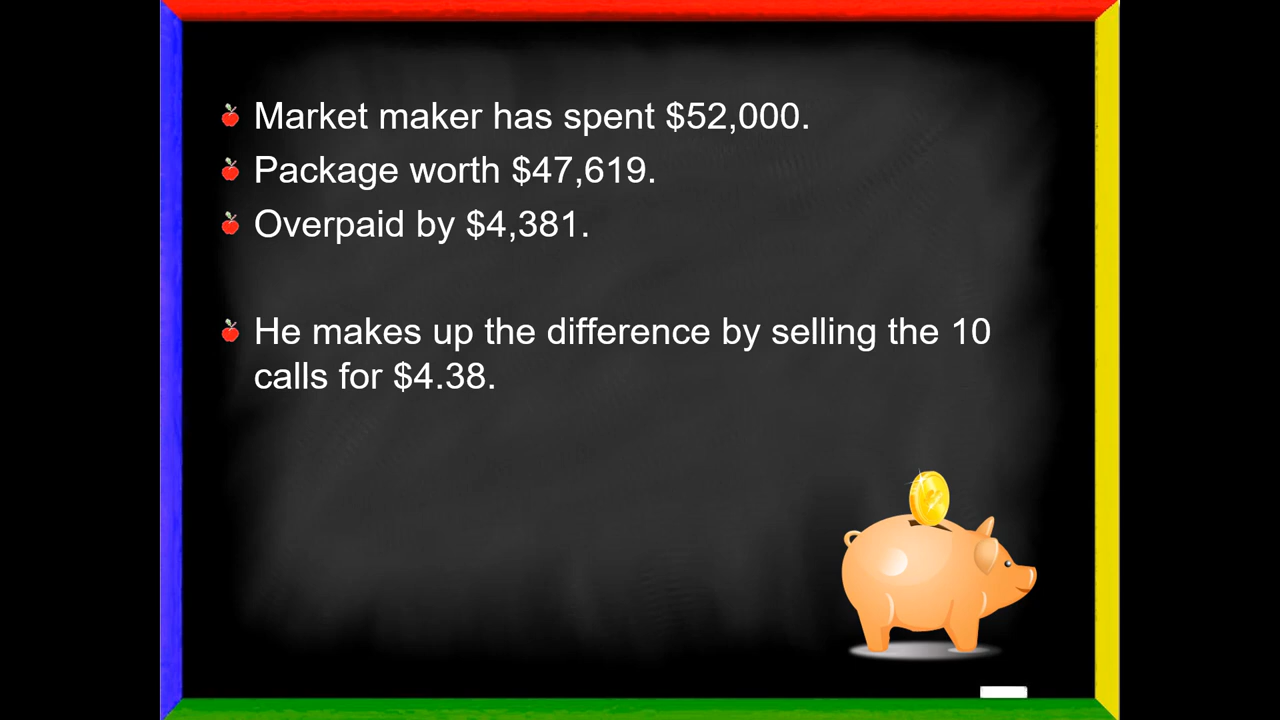 Market maker has spent $52,000.
Package worth $47,619.
Overpaid by $4,381.
He makes up the difference by selling the 10
calls for $4.38.